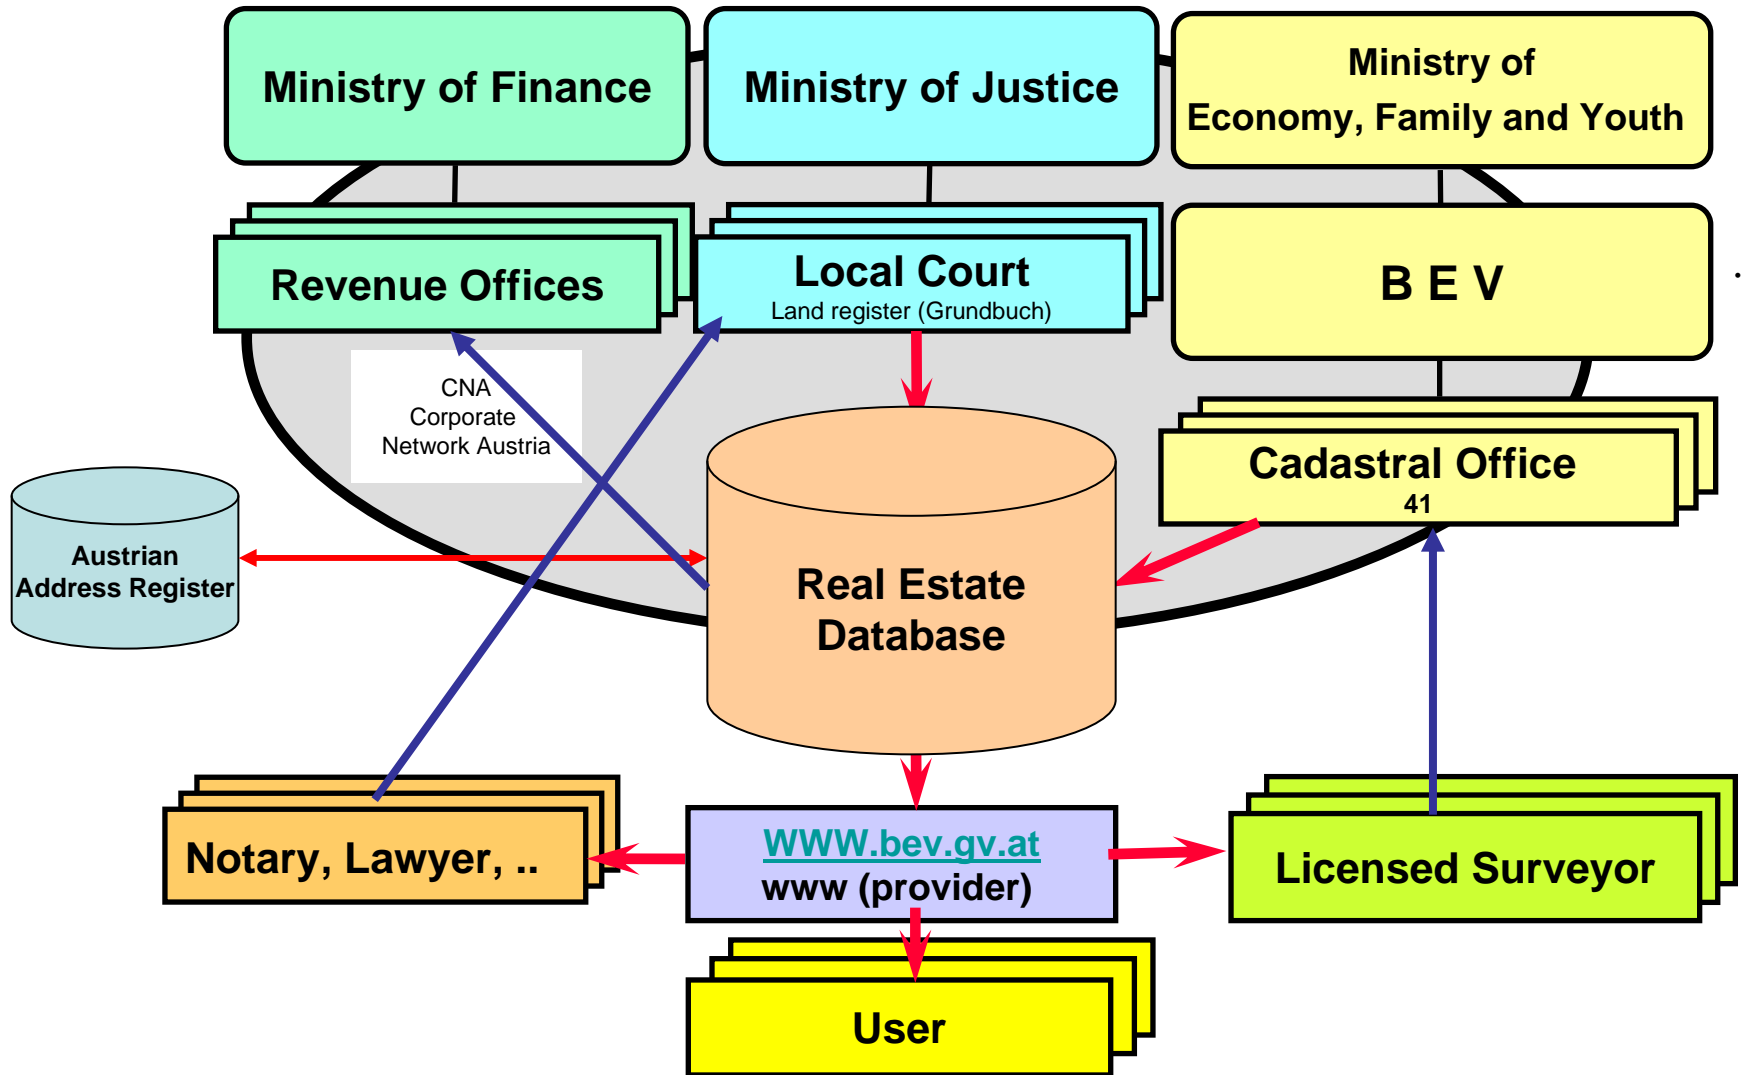 Ministry of Finance
Ministry of Justice
Ministry of
Economy, Family and Youth
Revenue Offices
Local Court
Land register (Grundbuch)
B E V
.
CNA
Corporate
Network Austria
Cadastral Office
41
Austrian
Address Register
Real Estate
Database
Notary, Lawyer, ..
WWW.bev.gv.at
www (provider)
Licensed Surveyor
User